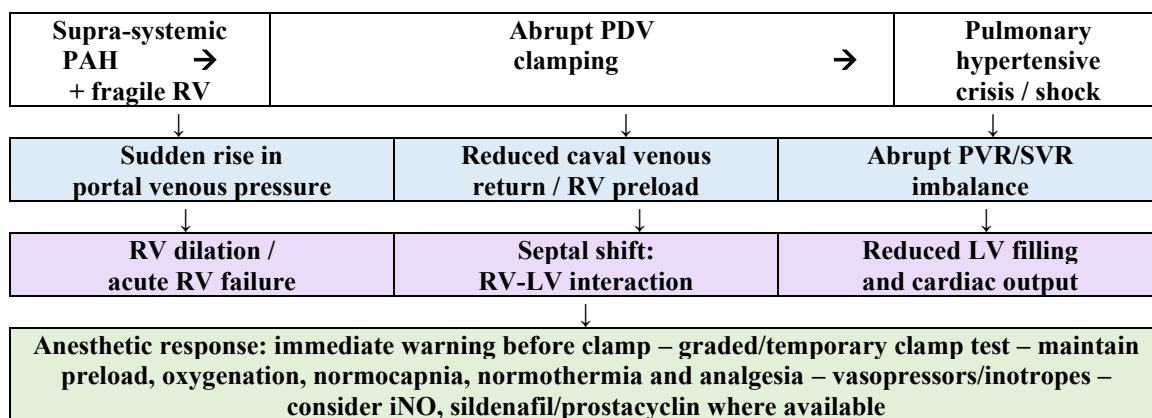 Supra-systemic
PAH →
+ fragile RV
Abrupt PDV
clamping →
Pulmonary
hypertensive
crisis / shock
↓ ↓ ↓
Sudden rise in
portal venous pressure
Reduced caval venous
return / RV preload
Abrupt PVR/SVR
imbalance
↓ ↓ ↓
RV dilation /
acute RV failure
Septal shift:
RV-LV interaction
Reduced LV filling
and cardiac output
↓
Anesthetic response: immediate warning before clamp – graded/temporary clamp test – maintain
preload, oxygenation, normocapnia, normothermia and analgesia – vasopressors/inotropes –
consider iNO, sildenafil/prostacyclin where available